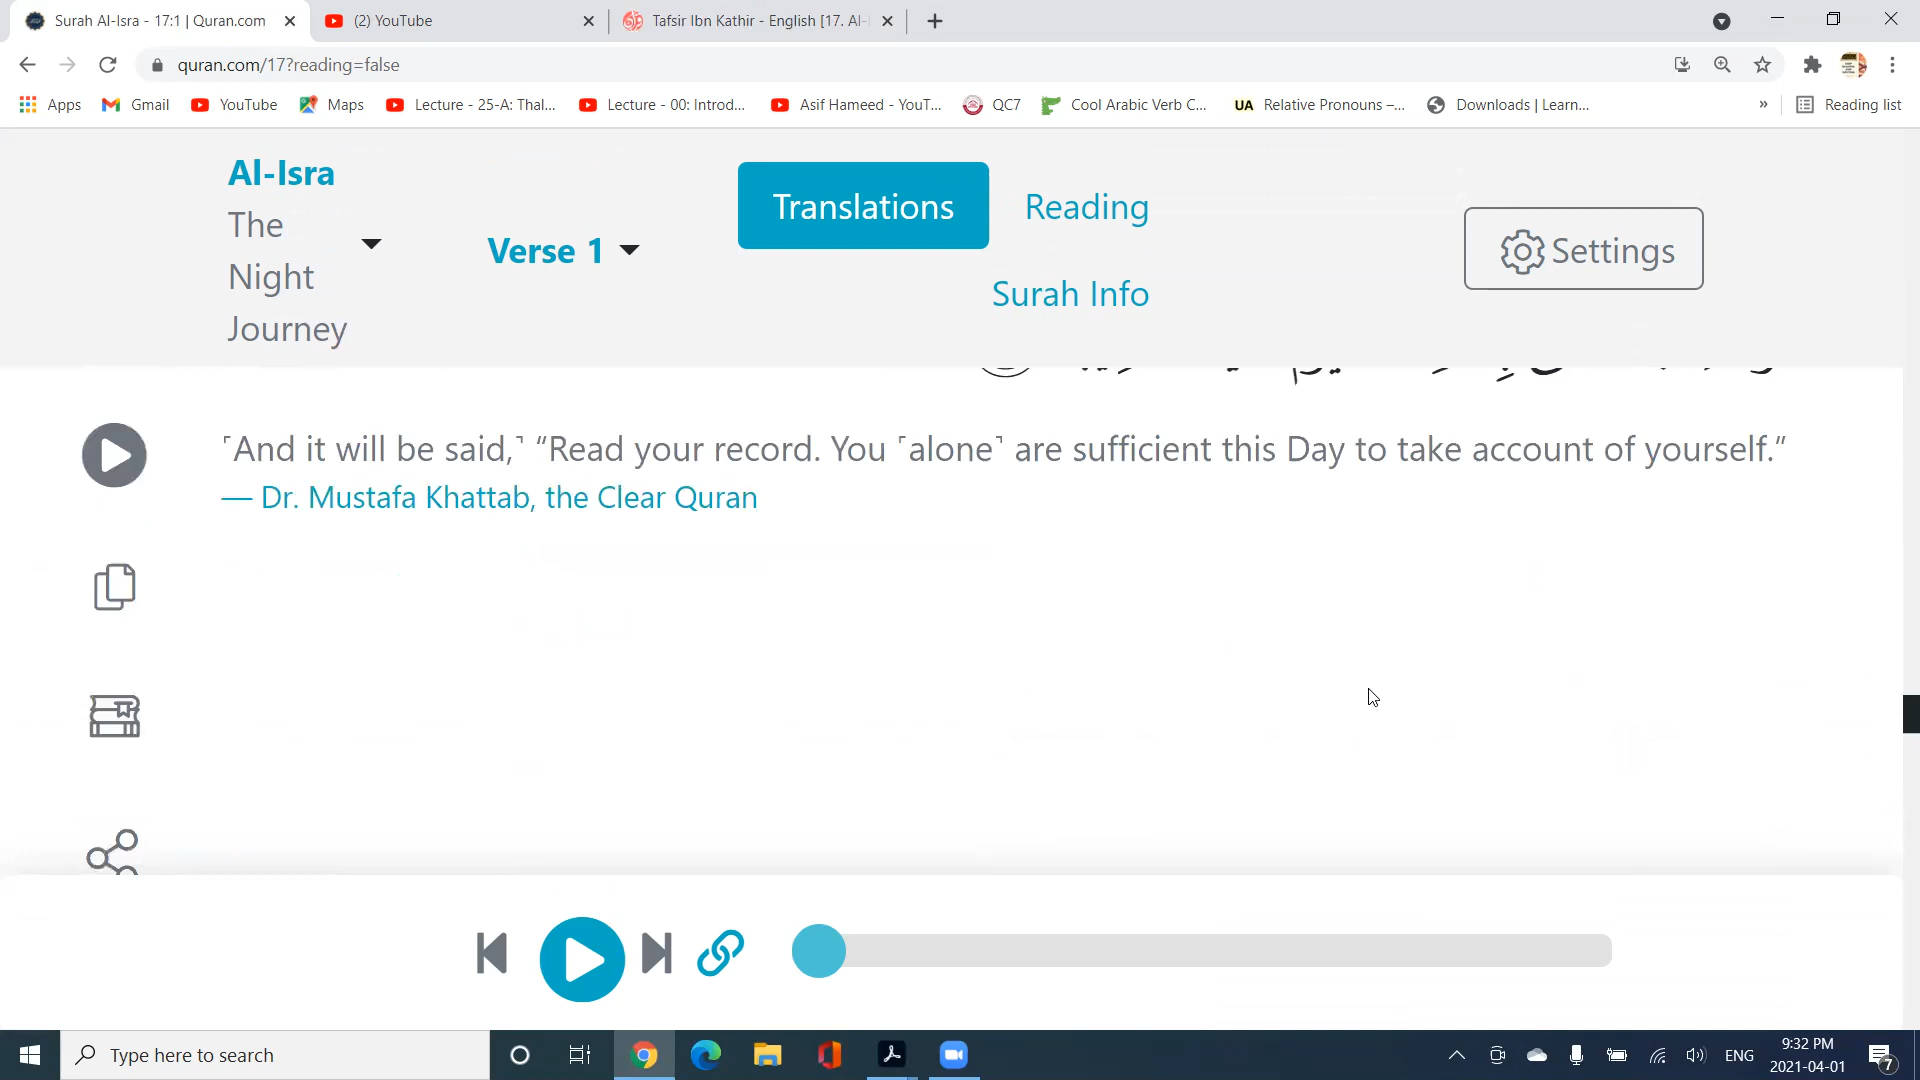 Surah Al-Isra - 17:1 | Quran.com
(2) YouTube
Tafsir Ibn Kathir - English [17. Al-
quran.com/17?reading=false
Apps
Gmail
YouTube
Maps
Lecture - 25-A: Thal...
Lecture - 00: Introd...
Asif Hameed - YouT...
QC7
Cool Arabic Verb C...
UA Relative Pronouns –...
Downloads | Learn...
»
Reading list
Al-Isra
The
Night
Journey
Verse 1
Translations
Reading
Surah Info
Settings
˹And it will be said,˺ “Read your record. You ˹alone˺ are sufficient this Day to take account of yourself.”
— Dr. Mustafa Khattab, the Clear Quran
Type here to search
ENG
9:32 PM
2021-04-01
7